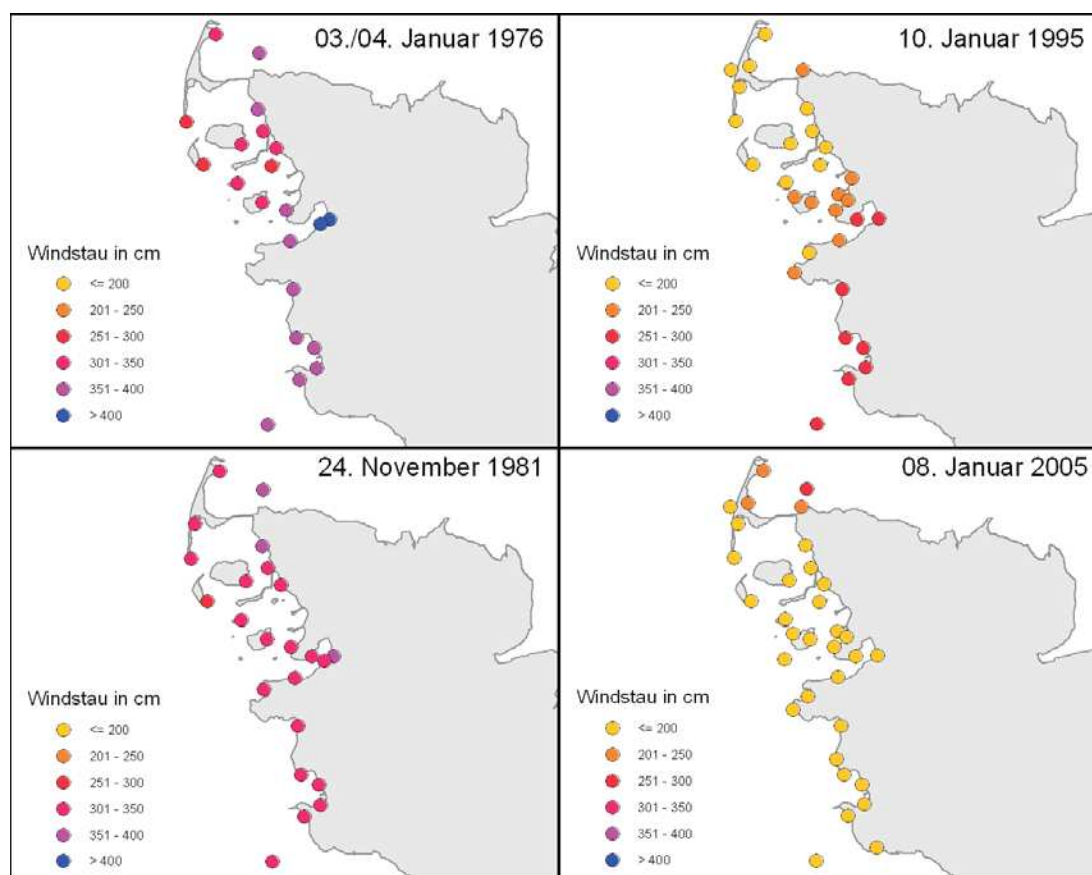 03./04. Januar 1976
Windstau in cm
<= 200
201 - 250
251 - 300
301 - 350
351 - 400
> 400
10. Januar 1995
Windstau in cm
<= 200
201 - 250
251 - 300
301 - 350
351 - 400
> 400
24. November 1981
Windstau in cm
<= 200
201 - 250
251 - 300
301 - 350
351 - 400
> 400
08. Januar 2005
Windstau in cm
<= 200
201 - 250
251 - 300
301 - 350
351 - 400
> 400